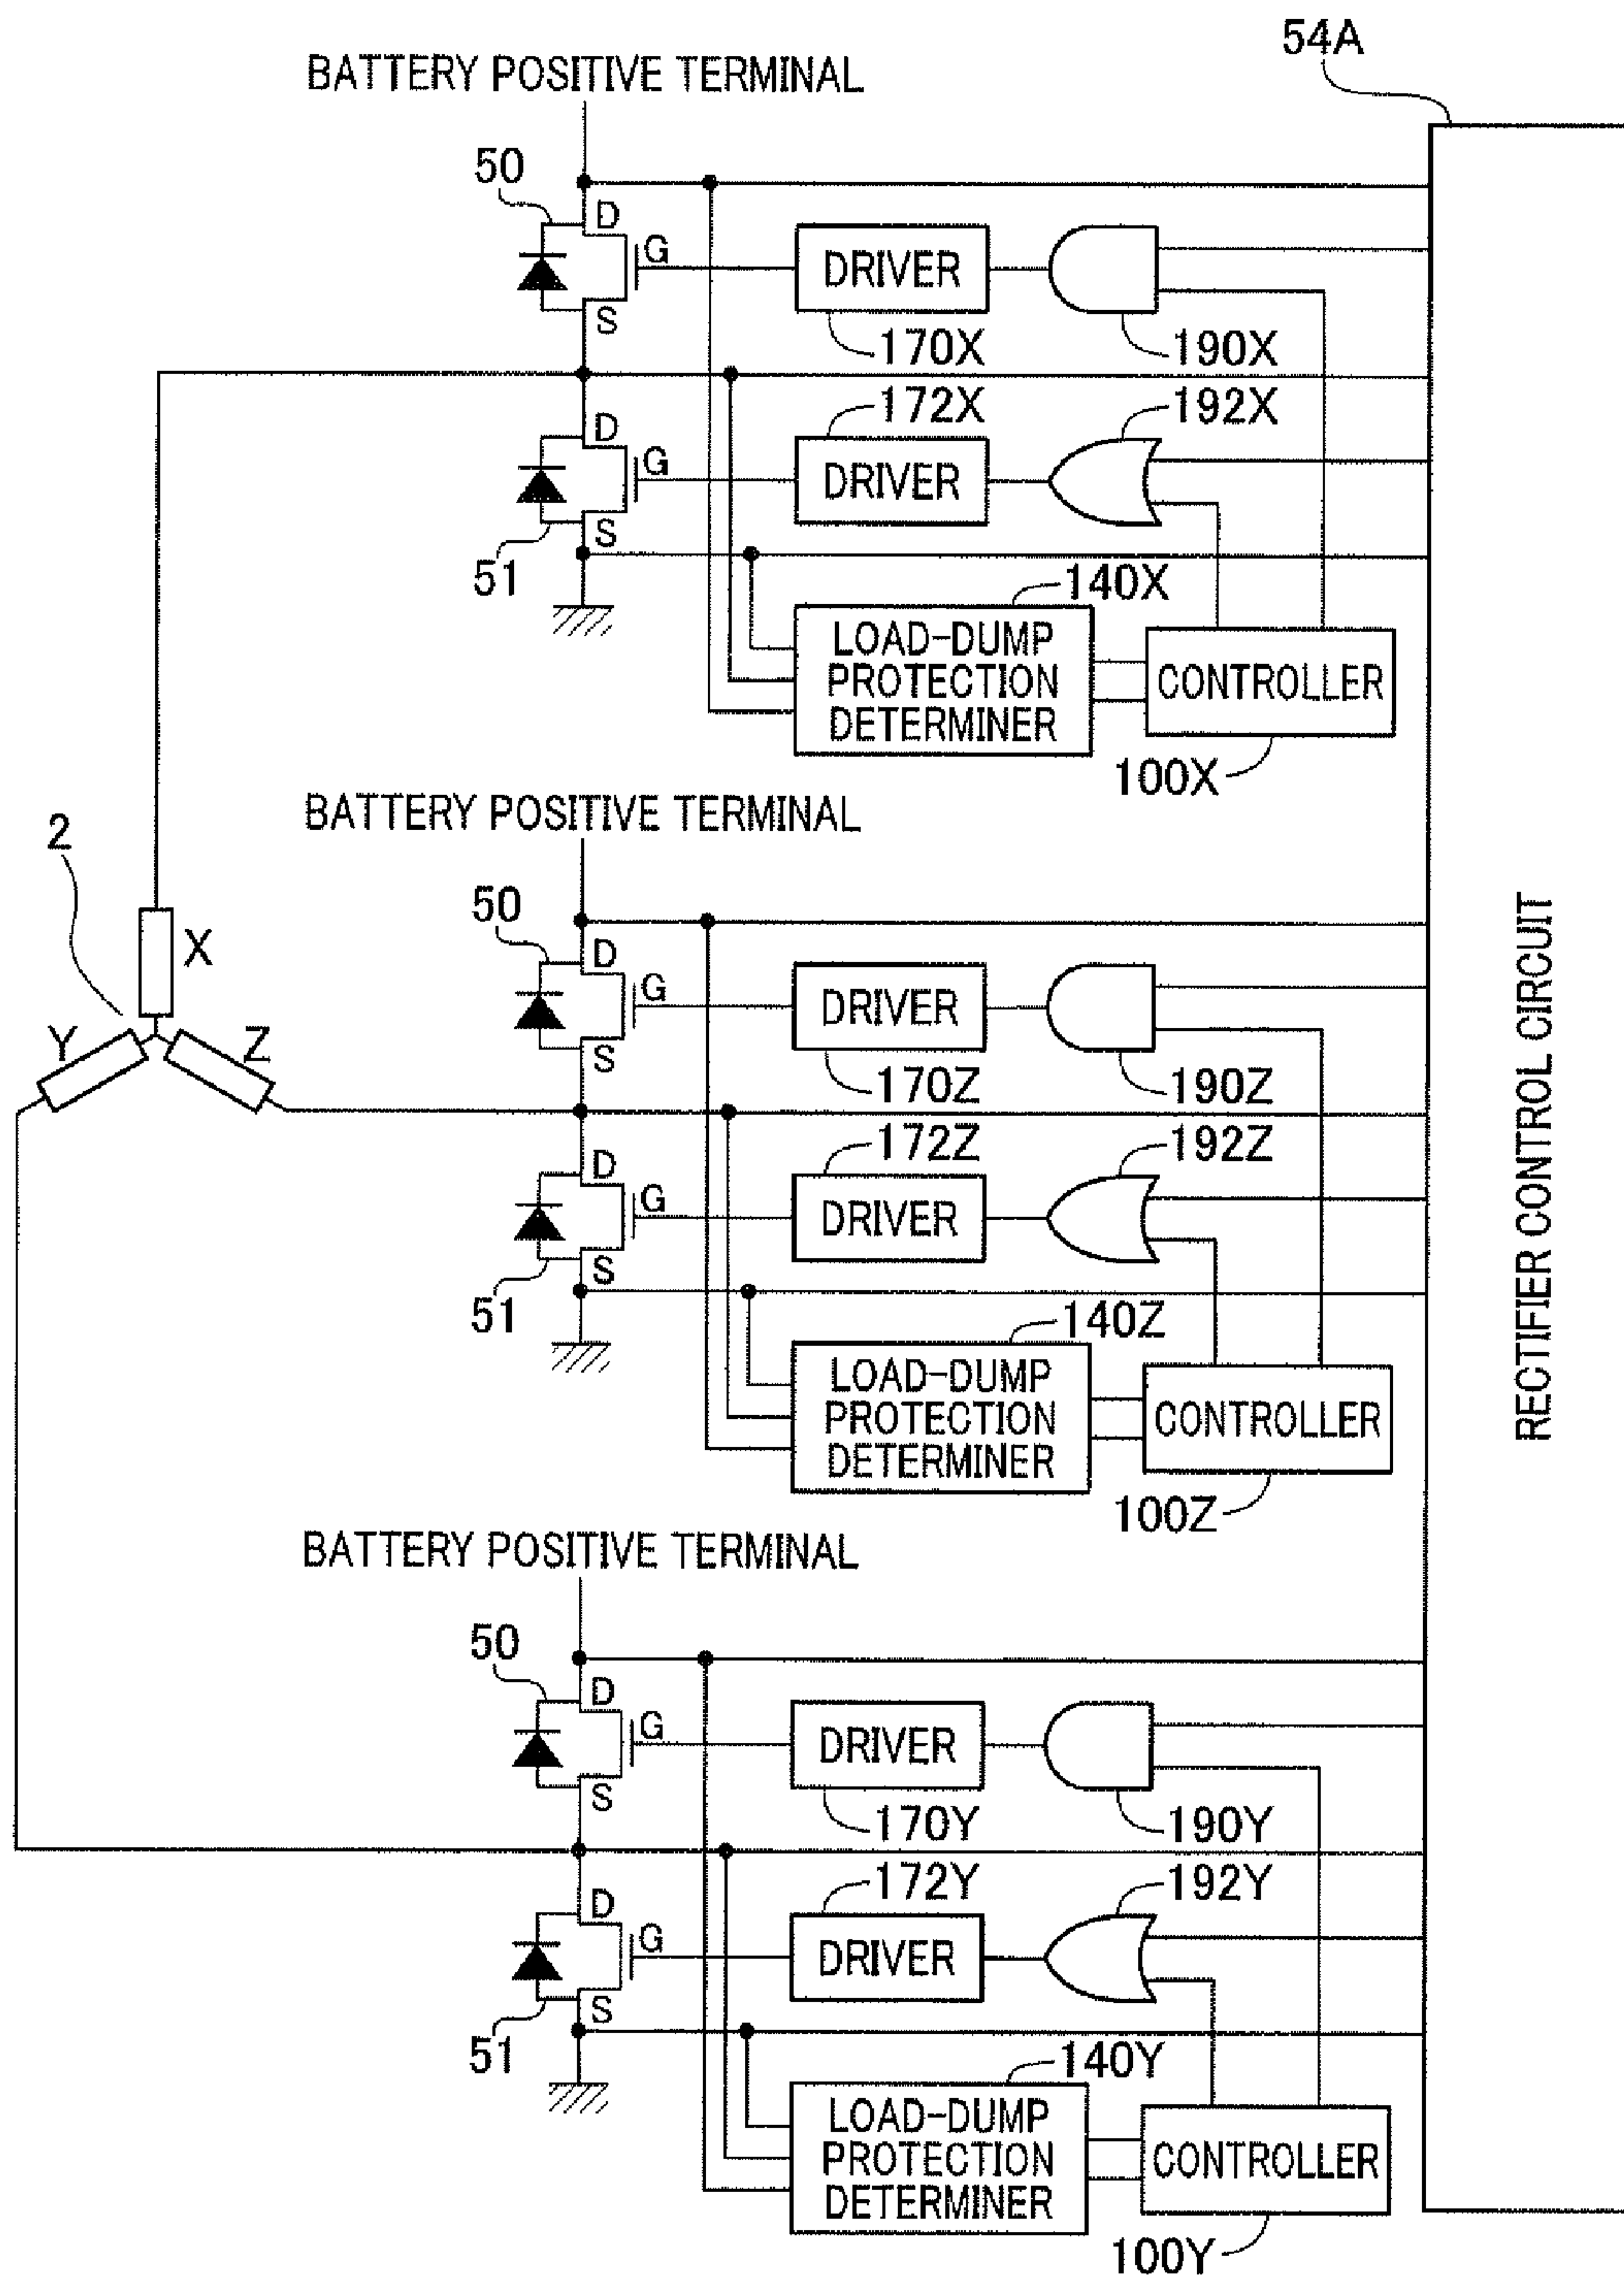 54A
BATTERY POSITIVE TERMINAL
50
D
G
DRIVER
S
170X
190X
172X
192X
D
G
DRIVER
S
51
140X
LOAD-DUMP
PROTECTION
DETERMINER
CONTROLLER
100X
BATTERY POSITIVE TERMINAL
2
50
D
G
DRIVER
S
X
Y
Z
170Z
190Z
172Z
192Z
D
G
DRIVER
S
51
140Z
LOAD-DUMP
PROTECTION
DETERMINER
CONTROLLER
100Z
RECTIFIER CONTROL CIRCUIT
BATTERY POSITIVE TERMINAL
50
D
G
DRIVER
S
170Y
190Y
172Y
192Y
D
G
DRIVER
S
51
140Y
LOAD-DUMP
PROTECTION
DETERMINER
CONTROLLER
100Y